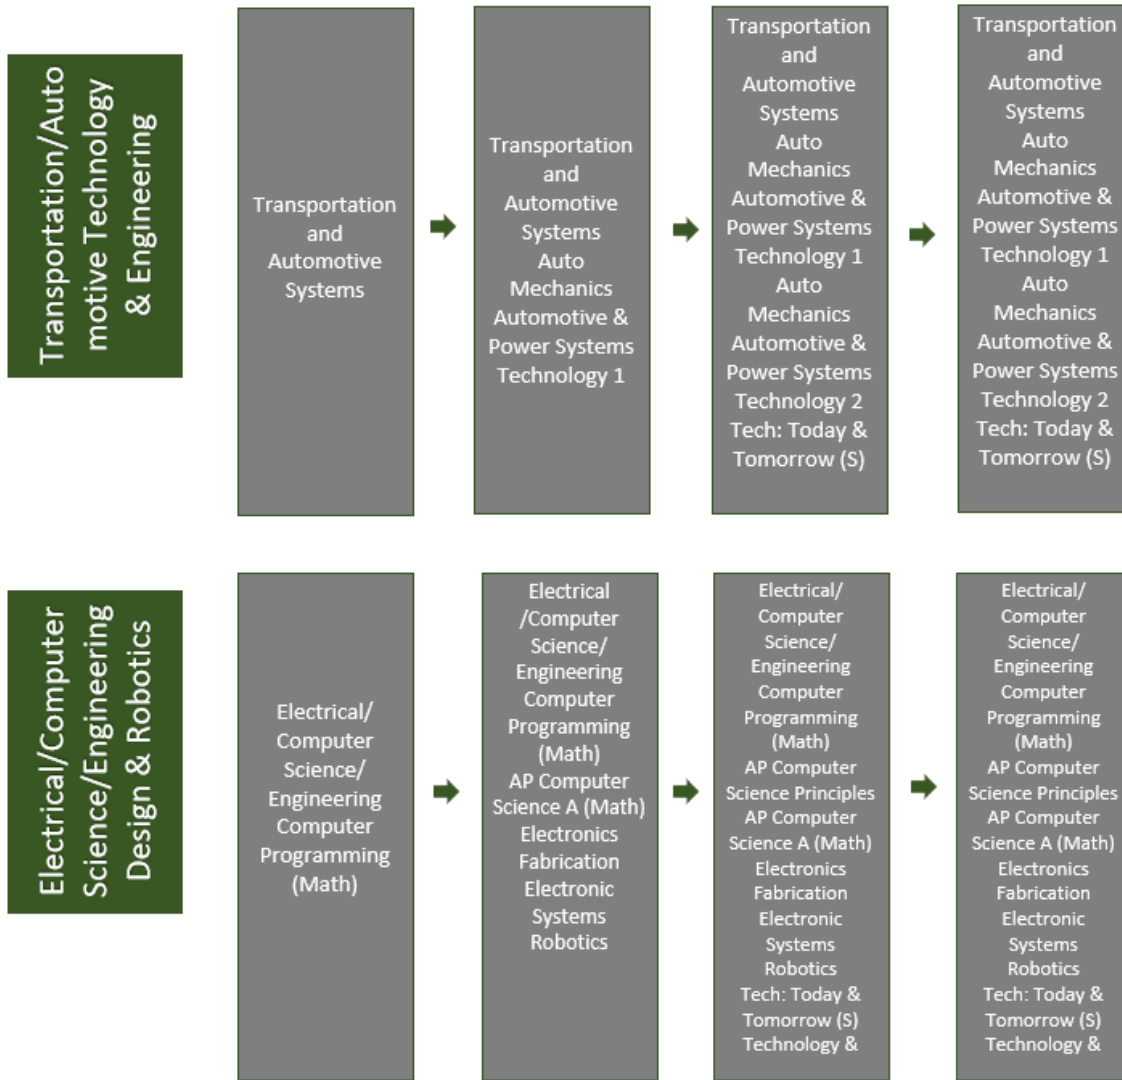 Transportation/Auto
motive Technology
& Engineering
Transportation
and
Automotive
Systems
Transportation
and
Automotive
Systems
Auto
Mechanics
Automotive &
Power Systems
Technology 1
Transportation
and
Automotive
Systems
Auto
Mechanics
Automotive &
Power Systems
Technology 1
Auto
Mechanics
Automotive &
Power Systems
Technology 2
Tech: Today &
Tomorrow (S)
Transportation
and
Automotive
Systems
Auto
Mechanics
Automotive &
Power Systems
Technology 1
Auto
Mechanics
Automotive &
Power Systems
Technology 2
Tech: Today &
Tomorrow (S)
Electrical/Computer
Science/Engineering
Design & Robotics
Electrical/
Computer
Science/
Engineering
Computer
Programming
(Math)
Electrical
/Computer
Science/
Engineering
Computer
Programming
(Math)
AP Computer
Science A (Math)
Electronics
Fabrication
Electronic
Systems
Robotics
Electrical/
Computer
Science/
Engineering
Computer
Programming
(Math)
AP Computer
Science Principles
AP Computer
Science A (Math)
Electronics
Fabrication
Electronic
Systems
Robotics
Tech: Today &
Tomorrow (S)
Technology &
Electrical/
Computer
Science/
Engineering
Computer
Programming
(Math)
AP Computer
Science Principles
AP Computer
Science A (Math)
Electronics
Fabrication
Electronic
Systems
Robotics
Tech: Today &
Tomorrow (S)
Technology &